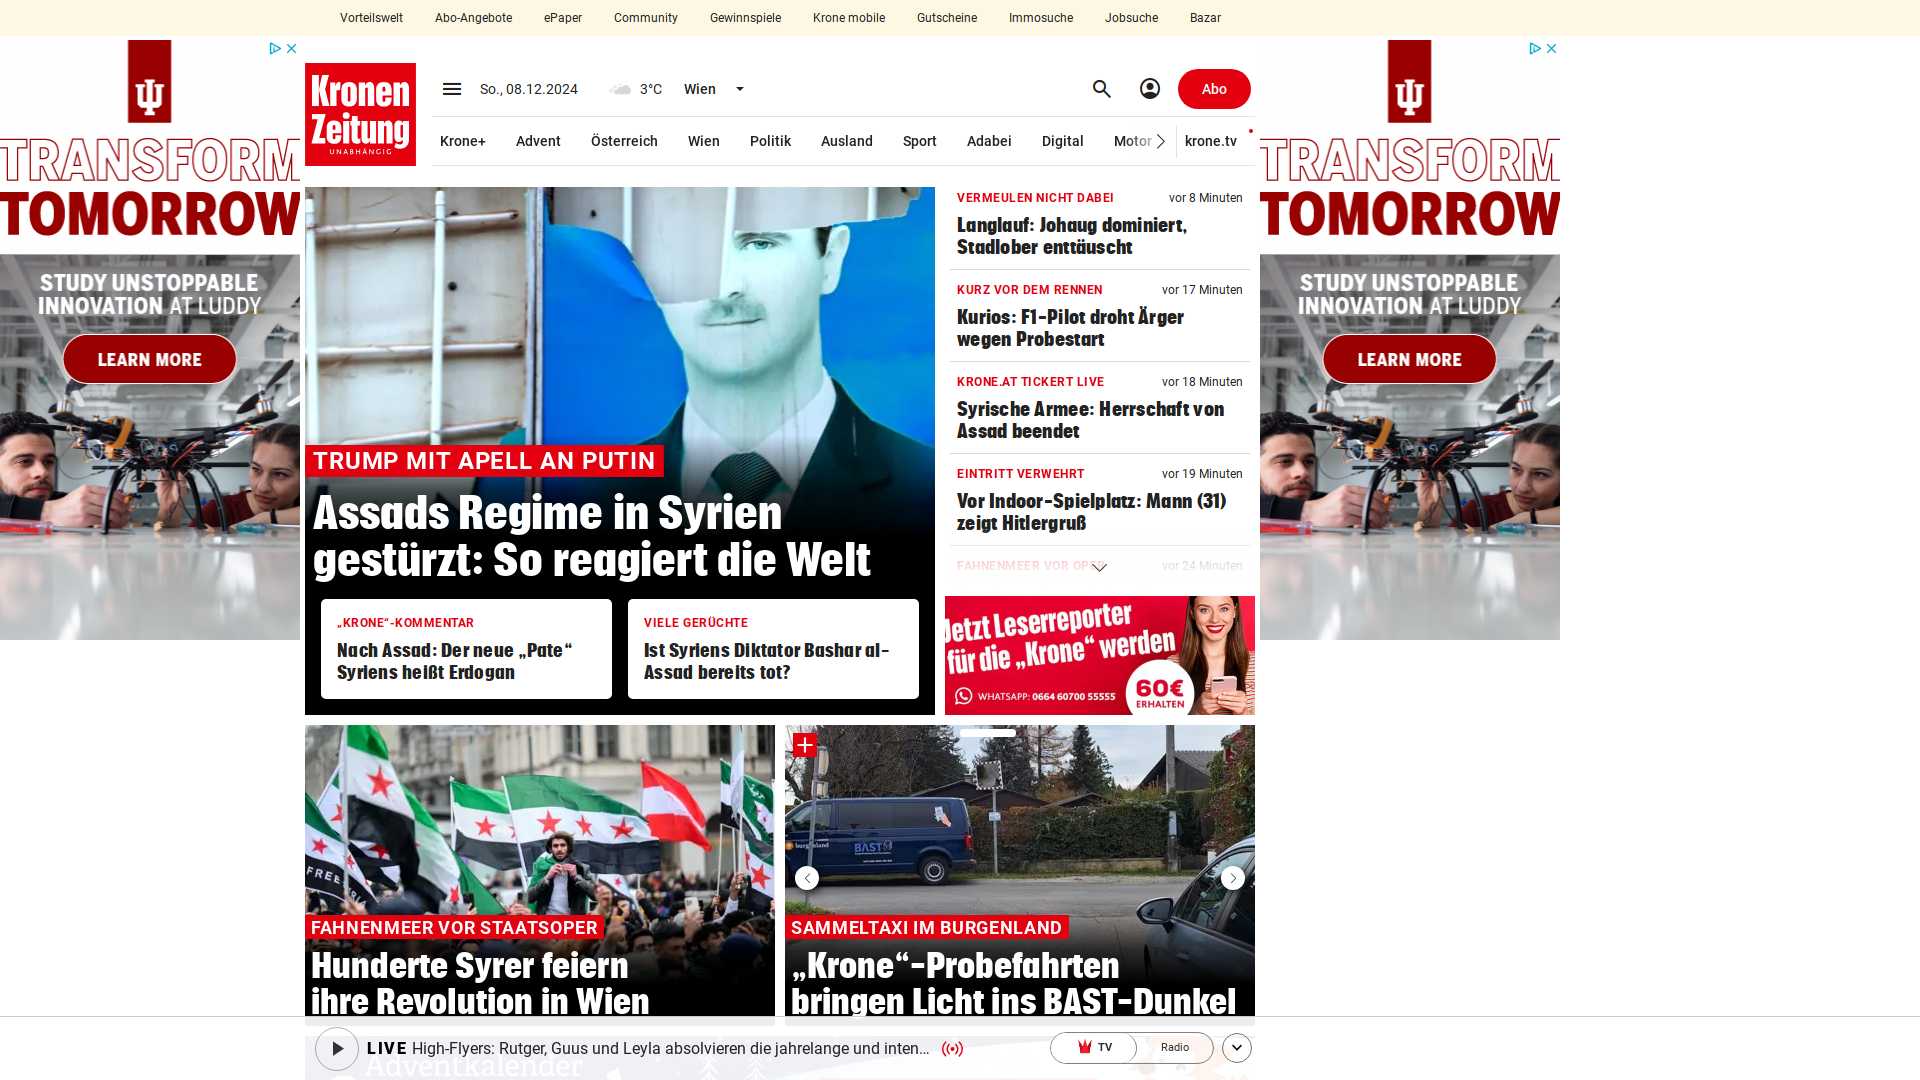 Vorteilswelt Abo-Angebote ePaper Community Gewinnspiele Krone mobile Gutscheine Immosuche Jobsuche Bazar
Kronen
Zeitung
UNABHÄNGIG
So., 08.12.2024 3°C Wien Abo
Krone+ Advent Österreich Wien Politik Ausland Sport Adabei Digital Motor krone.tv
TRANSFORM
TOMORROW
STUDY UNSTOPPABLE
INNOVATION AT LUDDY
LEARN MORE
TRUMP MIT APELL AN PUTIN
Assads Regime in Syrien
gestürzt: So reagiert die Welt
„KRONE“-KOMMENTAR
Nach Assad: Der neue „Pate“
Syriens heißt Erdogan
VIELE GERÜCHTE
Ist Syriens Diktator Bashar al-
Assad bereits tot?
VERMEULEN NICHT DABEI vor 8 Minuten
Langlauf: Johaug dominiert,
Stadlober enttäuscht
KURZ VOR DEM RENNEN vor 17 Minuten
Kurios: F1-Pilot droht Ärger
wegen Probestart
KRONE.AT TICKERT LIVE vor 18 Minuten
Syrische Armee: Herrschaft von
Assad beendet
EINTRITT VERWEHRT vor 19 Minuten
Vor Indoor-Spielplatz: Mann (31)
zeigt Hitlergruß
FAHNENMEER VOR OPER vor 24 Minuten
Jetzt Leserreporter
für die „Krone“ werden
WHATSAPP: 0664 60700 55555
60€
ERHALTEN
TRANSFORM
TOMORROW
STUDY UNSTOPPABLE
INNOVATION AT LUDDY
LEARN MORE
FAHNENMEER VOR STAATSOPER
Hunderte Syrer feiern
ihre Revolution in Wien
BAST
SAMMELTAXI IM BURGENLAND
„Krone“-Probefahrten
bringen Licht ins BAST-Dunkel
LIVE High-Flyers: Rutger, Guus und Leyla absolvieren die jahrelange und inten... TV Radio
Adventkalender